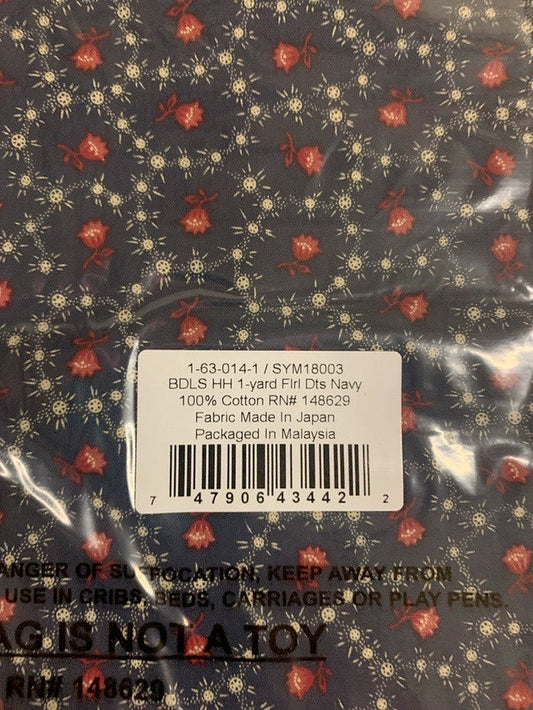 1-63-014-1 / SYM18003
BDLS HH 1-yard Flrl Dts Navy
100% Cotton RN# 148629
Fabric Made In Japan
Packaged In Malaysia
7 47906 43442 2
ANGER OF SUFFOCATION, KEEP AWAY FROM
USE IN CRIBS, BEDS, CARRIAGES OR PLAY PENS.
AG IS NOT A TOY
RN# 148629